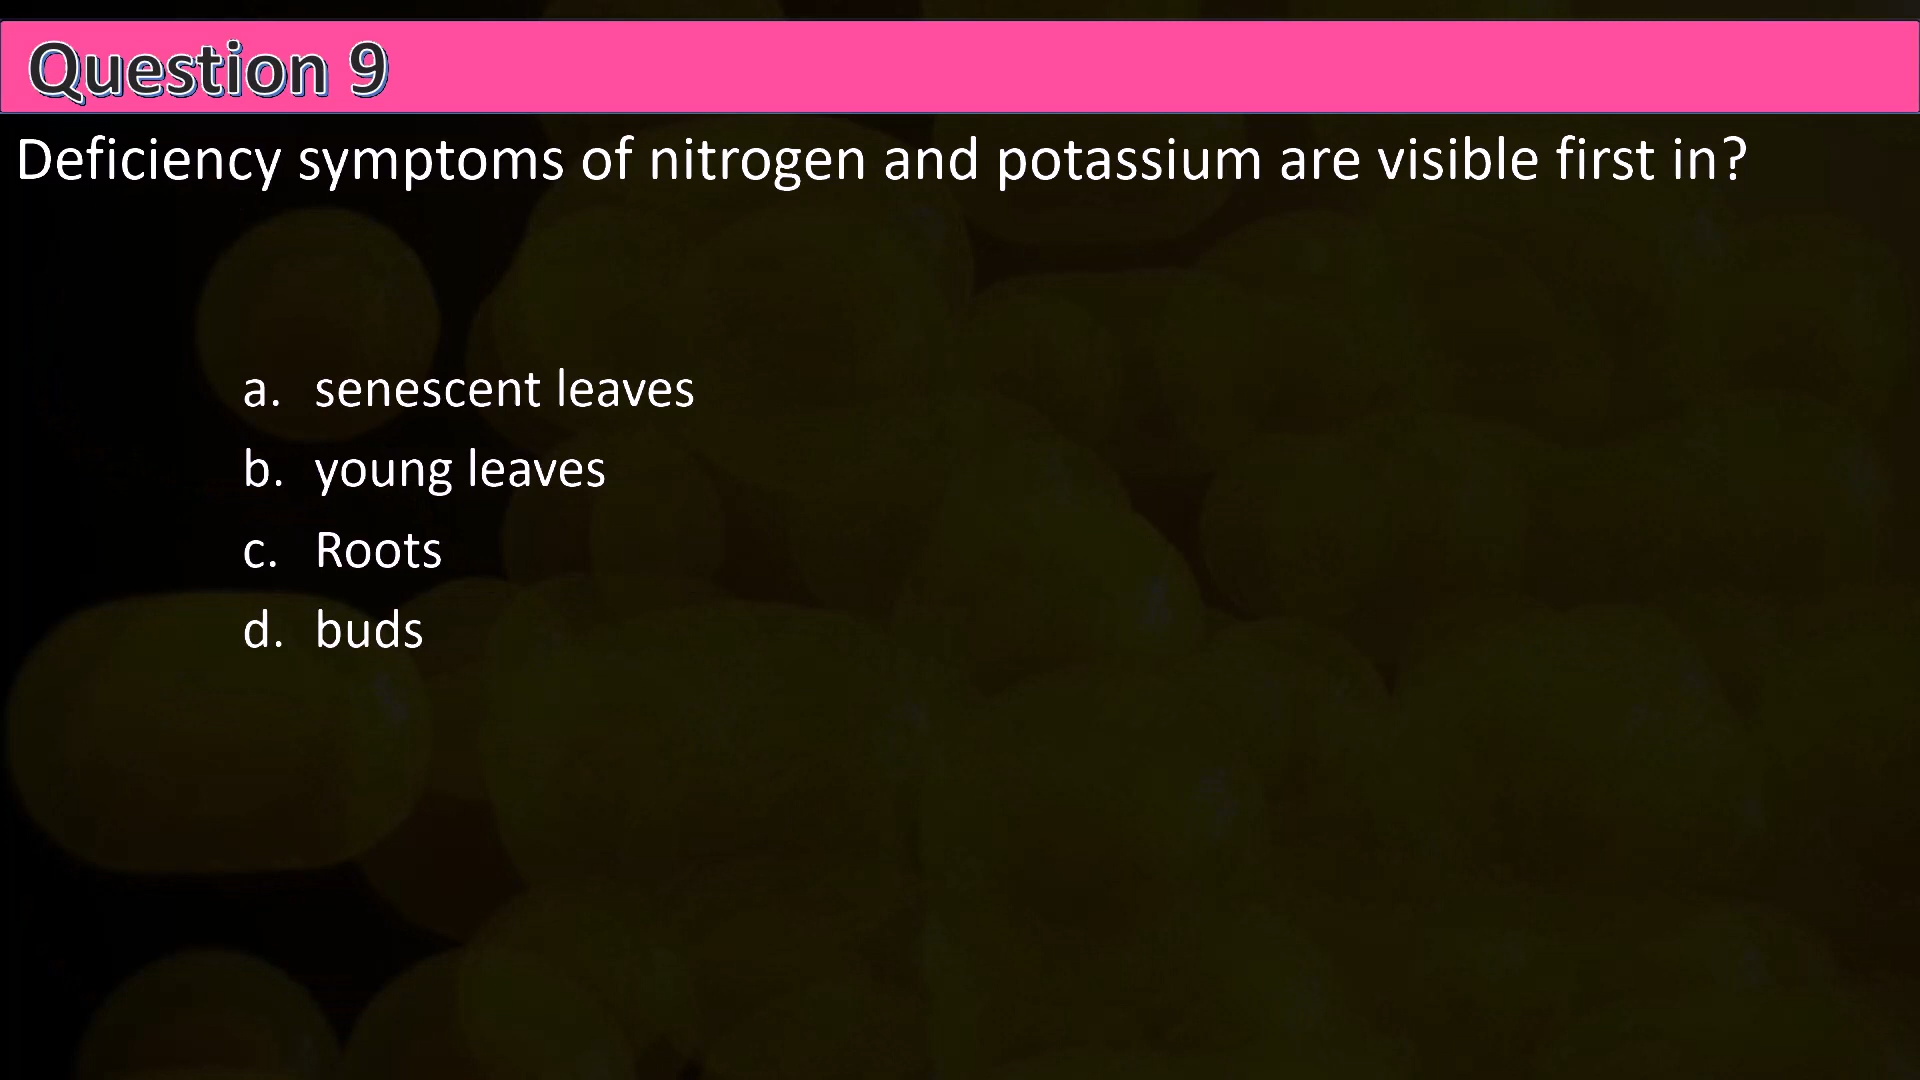 Question 9
Deficiency symptoms of nitrogen and potassium are visible first in?
a. senescent leaves
b. young leaves
c. Roots
d. buds